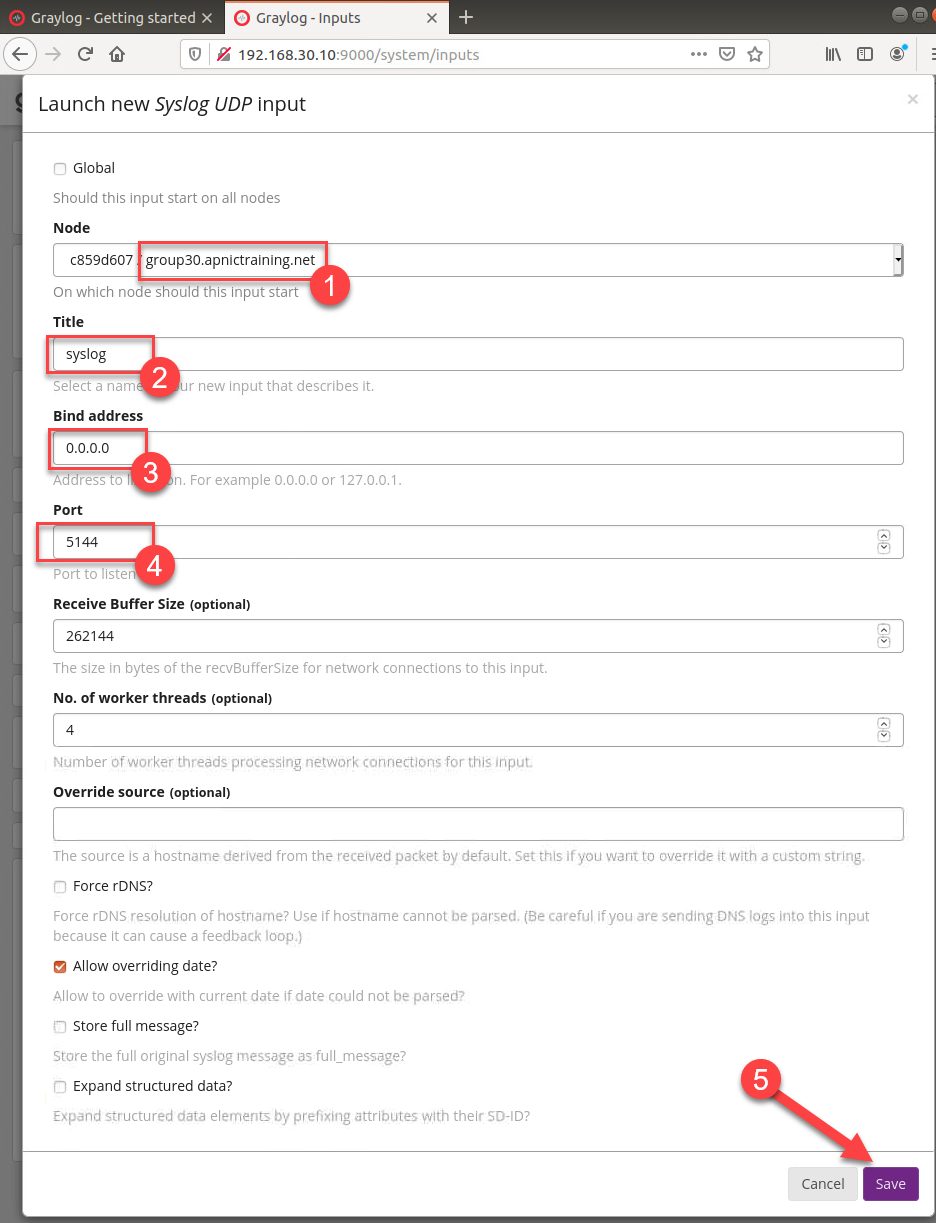 Graylog - Getting started
Graylog - Inputs
192.168.30.10:9000/system/inputs
Launch new Syslog UDP input
Global
Should this input start on all nodes
Node
c859d607 / group30.apnictraining.net
1
On which node should this input start
Title
syslog
2
Select a name our new input that describes it.
Bind address
0.0.0.0
3
Address to on. For example 0.0.0.0 or 127.0.0.1.
Port
5144
4
Port to listen
Receive Buffer Size (optional)
262144
The size in bytes of the recvBufferSize for network connections to this input.
No. of worker threads (optional)
4
Number of worker threads processing network connections for this input.
Override source (optional)
The source is a hostname derived from the received packet by default. Set this if you want to override it with a custom string.
Force rDNS?
Force rDNS resolution of hostname? Use if hostname cannot be parsed. (Be careful if you are sending DNS logs into this input
because it can cause a feedback loop.)
Allow overriding date?
Allow to override with current date if date could not be parsed?
Store full message?
Store the full original syslog message as full_message?
Expand structured data?
Expand structured data elements by prefixing attributes with their SD-ID?
5
Cancel
Save